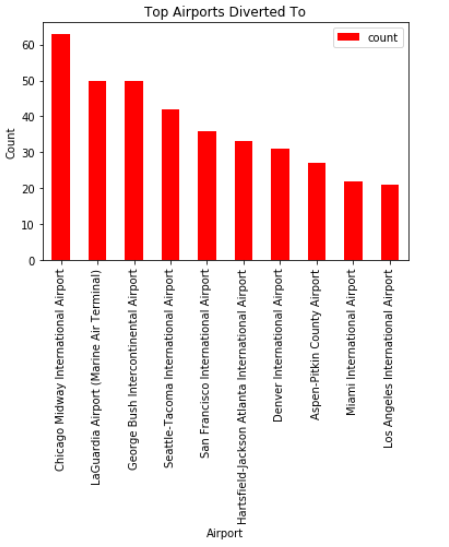 Top Airports Diverted To
count
Count
60
50
40
30
20
10
0
Chicago Midway International Airport
LaGuardia Airport (Marine Air Terminal)
George Bush Intercontinental Airport
Seattle-Tacoma International Airport
San Francisco International Airport
Hartsfield-Jackson Atlanta International Airport
Denver International Airport
Aspen-Pitkin County Airport
Miami International Airport
Los Angeles International Airport
Airport